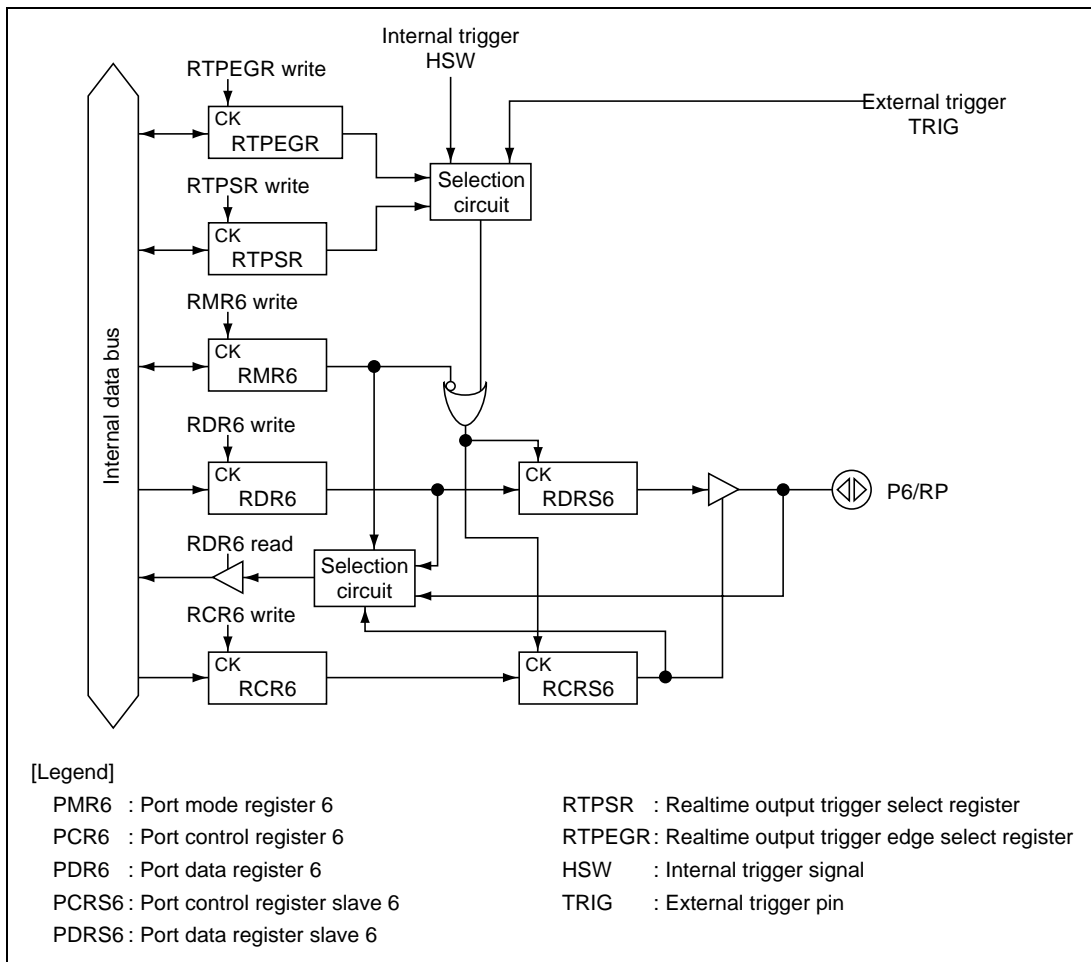 Internal trigger
HSW
RTPEGR write
External trigger
TRIG
CK
RTPEGR
Selection
circuit
RTPSR write
CK
RTPSR
RMR6 write
CK
RMR6
Internal data bus
RDR6 write
CK
RDR6
CK
RDRS6
P6/RP
RDR6 read
Selection
circuit
RCR6 write
CK
RCR6
CK
RCRS6
[Legend]
PMR6 : Port mode register 6
PCR6 : Port control register 6
PDR6 : Port data register 6
PCRS6 : Port control register slave 6
PDRS6 : Port data register slave 6
RTPSR : Realtime output trigger select register
RTPEGR : Realtime output trigger edge select register
HSW : Internal trigger signal
TRIG : External trigger pin